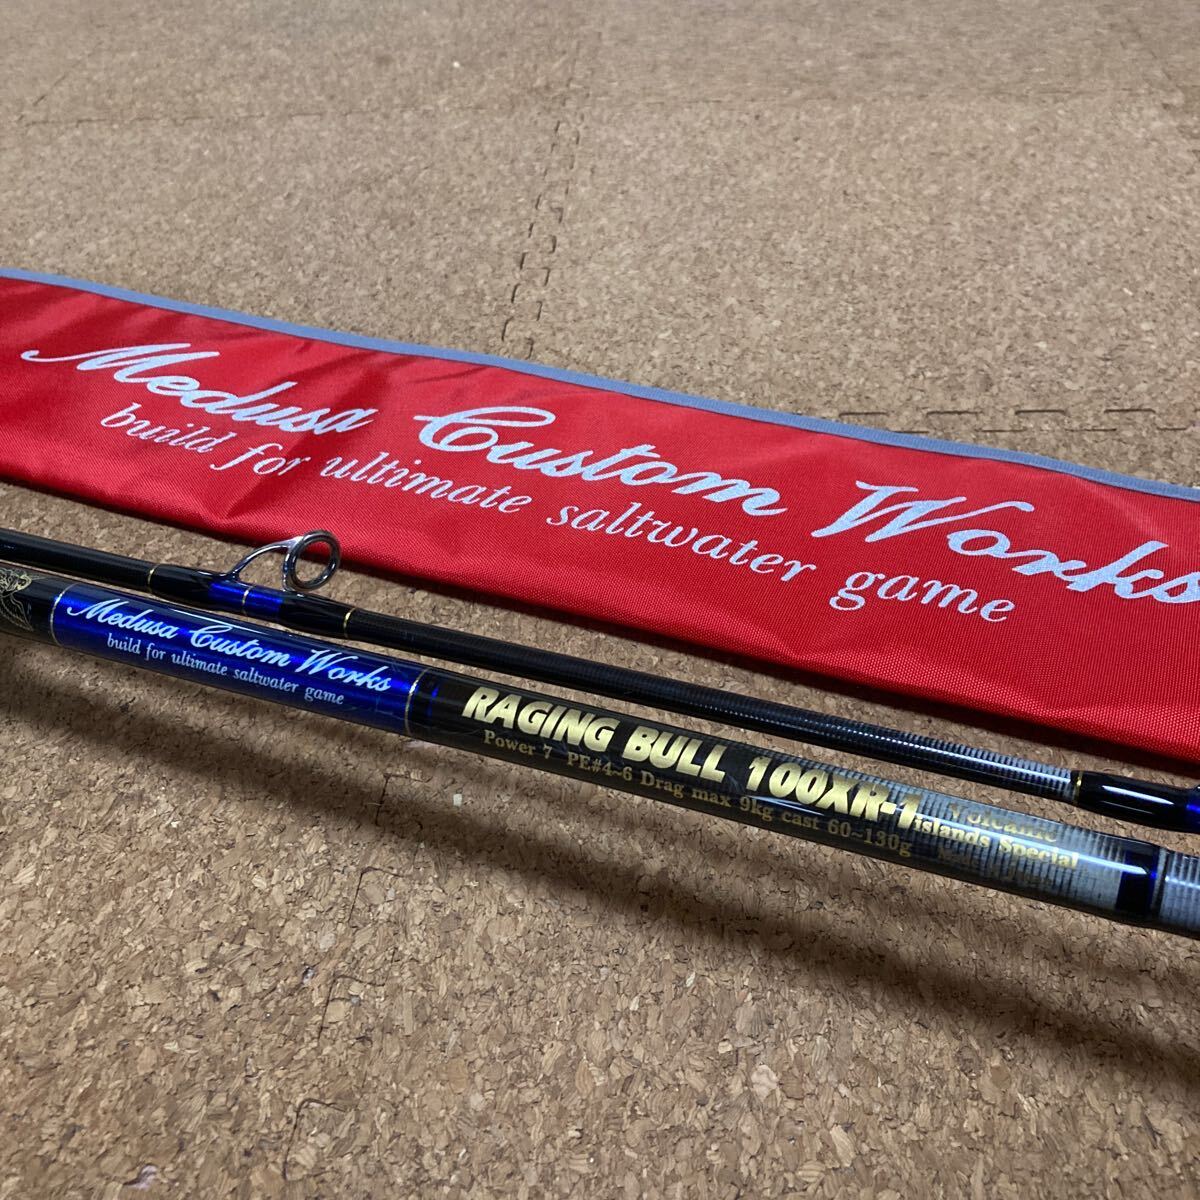 Medusa Custom Works
build for ultimate saltwater game
Medusa Custom Works
build for ultimate saltwater game
RAGING BULL 100XR-1 Volcanic
islands Special
Power 7 PE#4~6 Drag max 9kg cast 60~130g